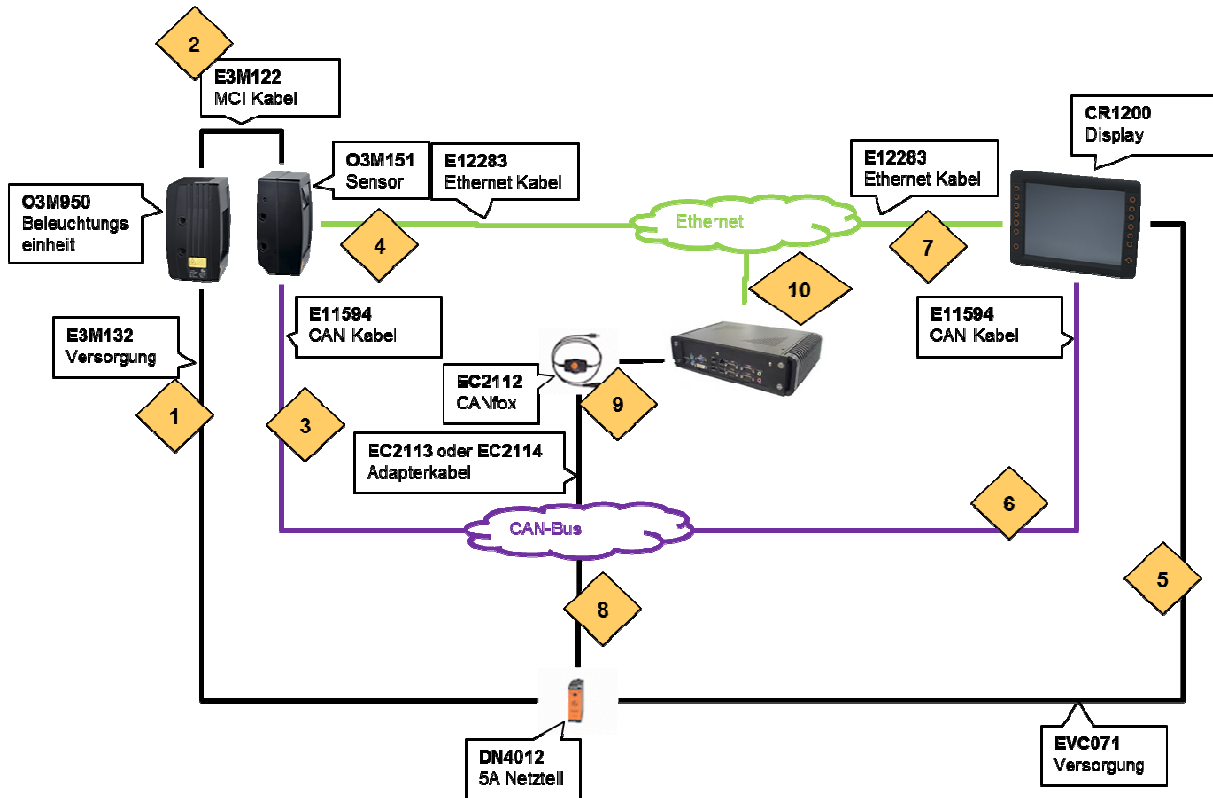 2
E3M122
MCI Kabel
CR1200
Display
O3M151
Sensor
E12283
Ethernet Kabel
E12283
Ethernet Kabel
O3M950
Beleuchtungs
einheit
Ethernet
4
7
10
E3M132
Versorgung
E11594
CAN Kabel
E11594
CAN Kabel
EC2112
CANfox
1
3
9
EC2113 oder EC2114
Adapterkabel
6
CAN-Bus
5
8
DN4012
5A Netzteil
EVC071
Versorgung